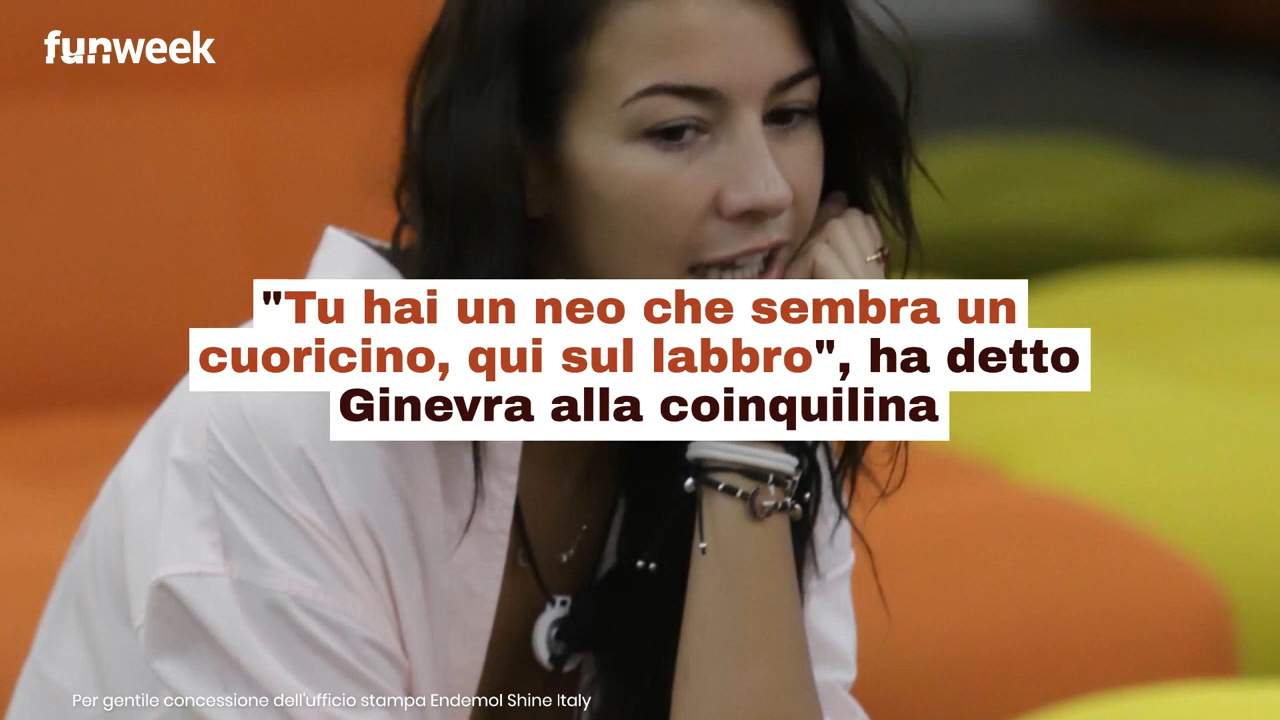 funweek
"Tu hai un neo che sembra un
cuoricino, qui sul labbro", ha detto
Ginevra alla coinquilina
Per gentile concessione dell'ufficio stampa Endemol Shine Italy